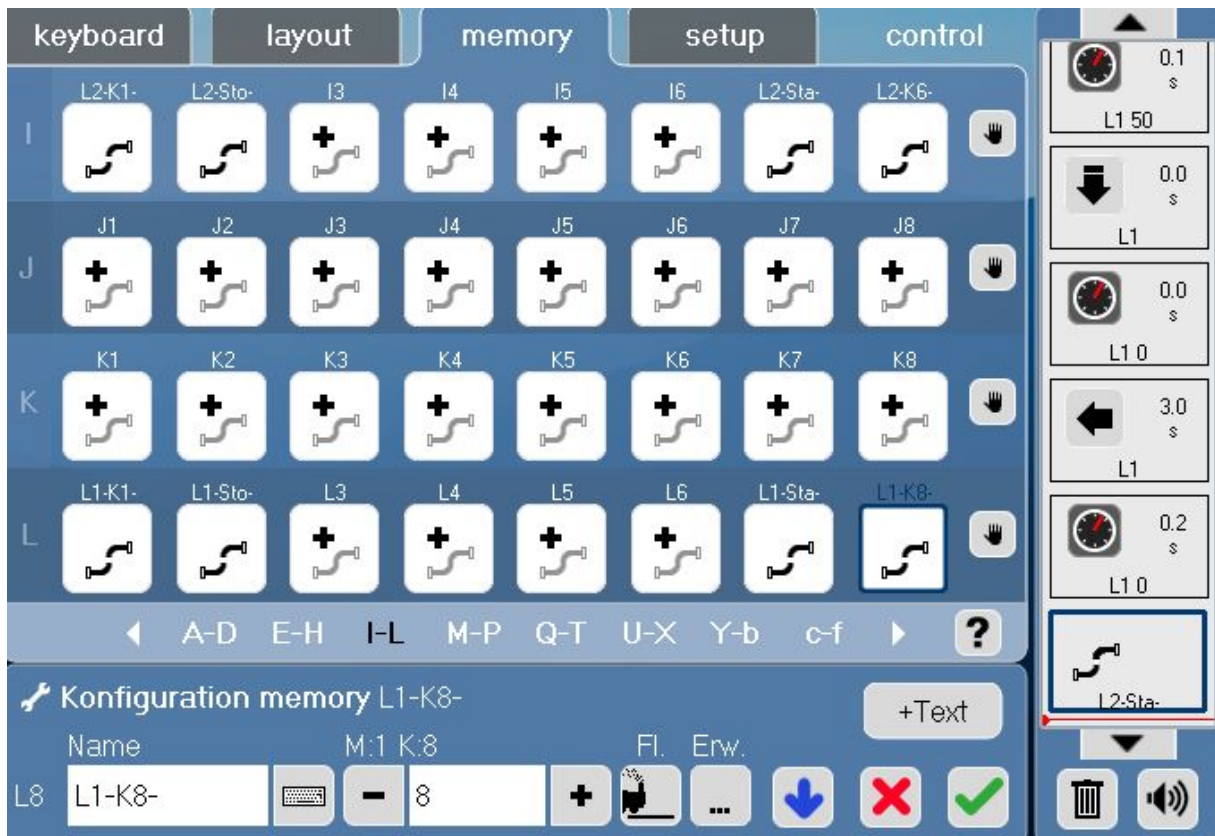 keyboard layout memory setup control
L2-K1- L2-Sto- I3 I4 I5 I6 L2-Sta- L2-K6-
I
J1 J2 J3 J4 J5 J6 J7 J8
J
K1 K2 K3 K4 K5 K6 K7 K8
K
L1-K1- L1-Sto- L3 L4 L5 L6 L1-Sta- L1-K8-
L
A-D E-H I-L M-P Q-T U-X Y-b c-f ?
Konfiguration memory L1-K8-
+Text
Name M:1 K:8 Fl. Erw.
L8 L1-K8- - 8 + ...
0.1
s
L1 50
0.0
s
L1
0.0
s
L1 0
3.0
s
L1
0.2
s
L1 0
L2-Sta-